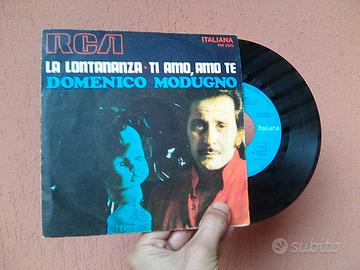 RCA
ITALIANA
LA LONTANANZA • TI AMO, AMO TE
DOMENICO MODUGNO
Italiana
subito